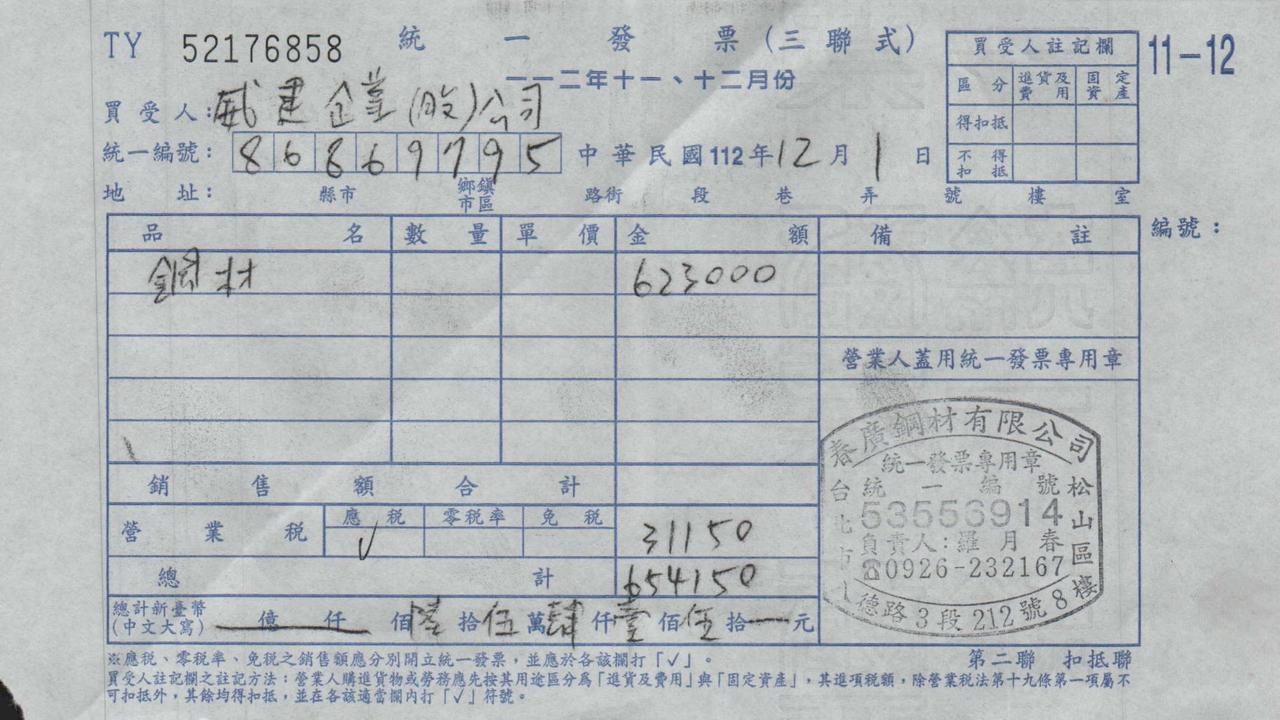 TY 52176858 統一發票(三聯式)
一一二年十一、十二月份
11-12
買受人註記欄
區分 進貨及費用 固定資產
得扣抵
不得扣抵
買受人:威建企業(股)公司
統一編號: 86869795 中華民國112年12月1日
地址: 縣市 鄉鎮市區 路街 段 巷 弄 號 樓 室
品名 數量 單價 金額 備註 編號:
鋼材 623000
營業人蓋用統一發票專用章
銷售額合計
營業稅 應稅 零稅率 免稅
✓ 31150
總計 654150
總計新臺幣(中文大寫) 億 仟 佰陸拾伍萬肆仟壹佰伍拾 元
春廣鋼材有限公司
統一發票專用章
統一編號
53556914
負責人:羅月春
☎0926-232167
台北市松山區八德路3段212號8樓
第二聯 扣抵聯
※應稅、零稅率、免稅之銷售額應分別開立統一發票,並應於各該欄打「✓」。
買受人註記欄之註記方法:營業人購進貨物或勞務應先按其用途區分為「進貨及費用」與「固定資產」,其進項稅額,除營業稅法第十九條第一項屬不
可扣抵外,其餘均得扣抵,並在各該適當欄內打「✓」符號。